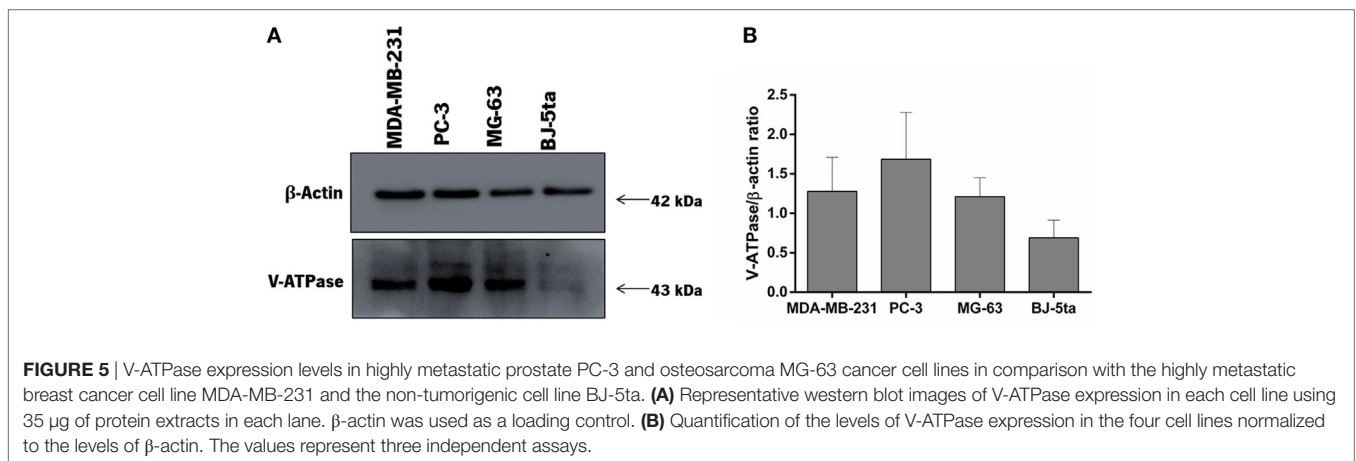 A
MDA-MB-231
PC-3
MG-63
BJ-5ta
β-Actin
←42 kDa
V-ATPase
←43 kDa
B
V-ATPase/β-actin ratio
2.5
2.0
1.5
1.0
0.5
0.0
MDA-MB-231 PC-3 MG-63 BJ-5ta
FIGURE 5 | V-ATPase expression levels in highly metastatic prostate PC-3 and osteosarcoma MG-63 cancer cell lines in comparison with the highly metastatic
breast cancer cell line MDA-MB-231 and the non-tumorigenic cell line BJ-5ta. (A) Representative western blot images of V-ATPase expression in each cell line using
35 µg of protein extracts in each lane. β-actin was used as a loading control. (B) Quantification of the levels of V-ATPase expression in the four cell lines normalized
to the levels of β-actin. The values represent three independent assays.